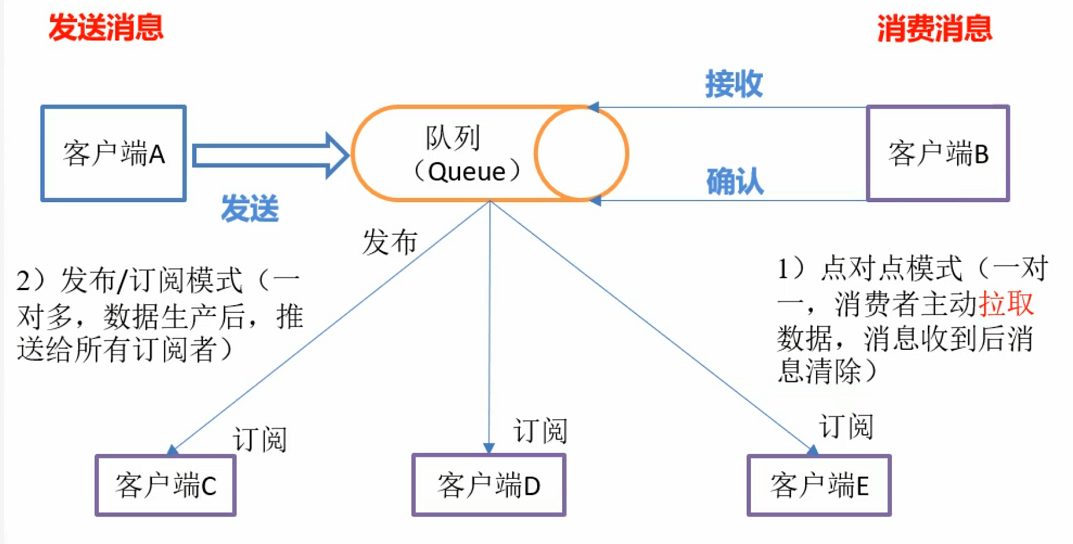 发送消息
消费消息
接收
客户端A
队列
（Queue）
客户端B
发送
确认
发布
2）发布/订阅模式（一
对多，数据生产后，推
送给所有订阅者）
1）点对点模式（一对
一，消费者主动拉取
数据，消息收到后消
息清除）
订阅
订阅
订阅
客户端C
客户端D
客户端E